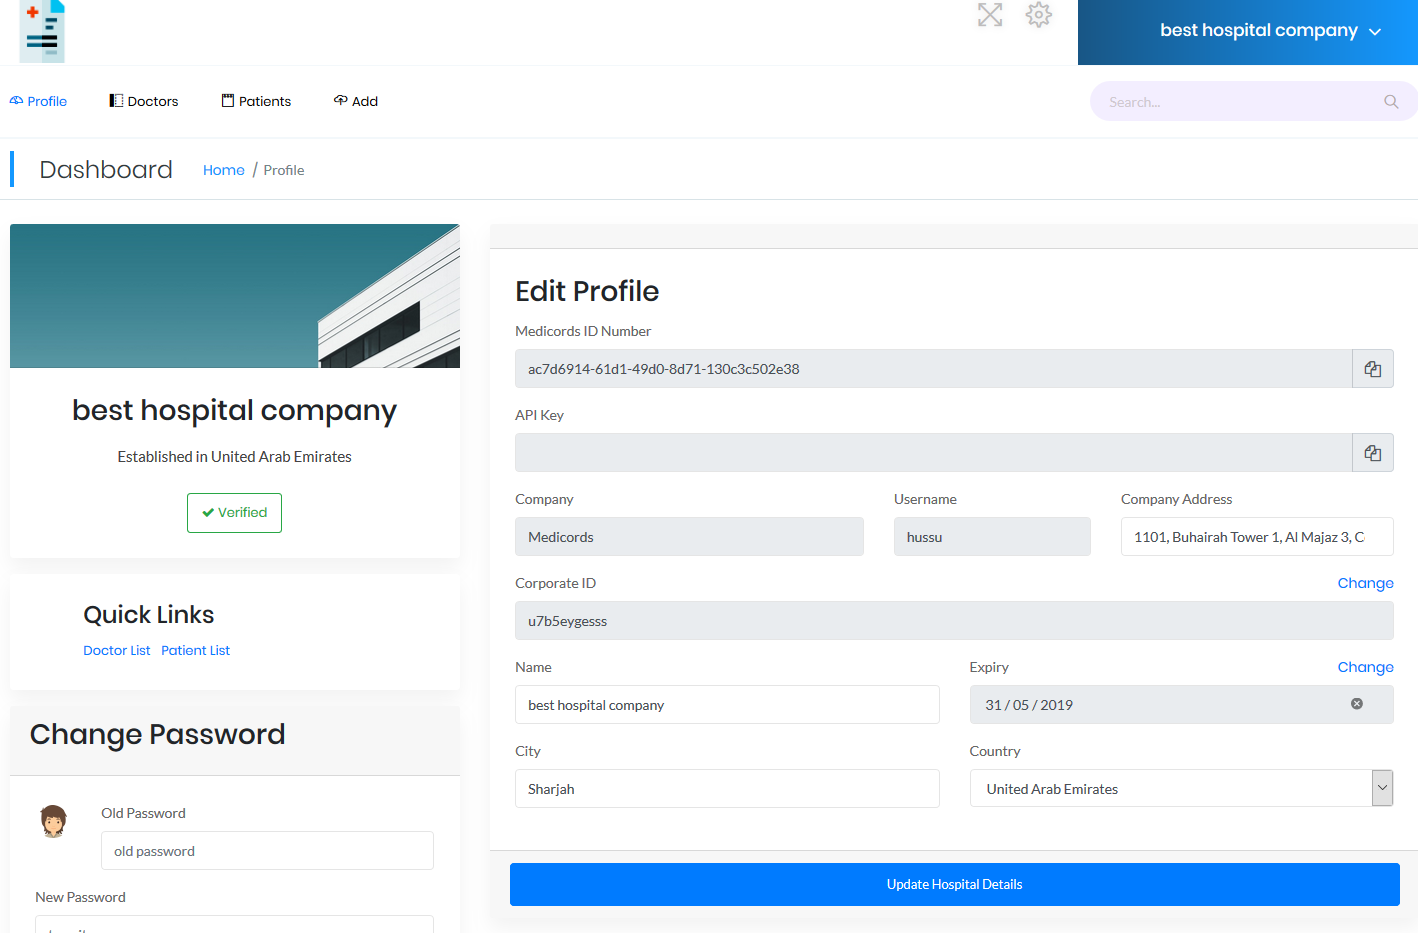 best hospital company
Profile
Doctors
Patients
Add
Search...
Dashboard
Home / Profile
best hospital company
Established in United Arab Emirates
Verified
Quick Links
Doctor List
Patient List
Change Password
Old Password
old password
New Password
Edit Profile
Medicords ID Number
ac7d6914-61d1-49d0-8d71-130c3c502e38
API Key
Company
Username
Company Address
Medicords
hussu
1101, Buhairah Tower 1, Al Majaz 3, C
Corporate ID
Change
u7b5eygesss
Name
Expiry
Change
best hospital company
31 / 05 / 2019
City
Country
Sharjah
United Arab Emirates
Update Hospital Details